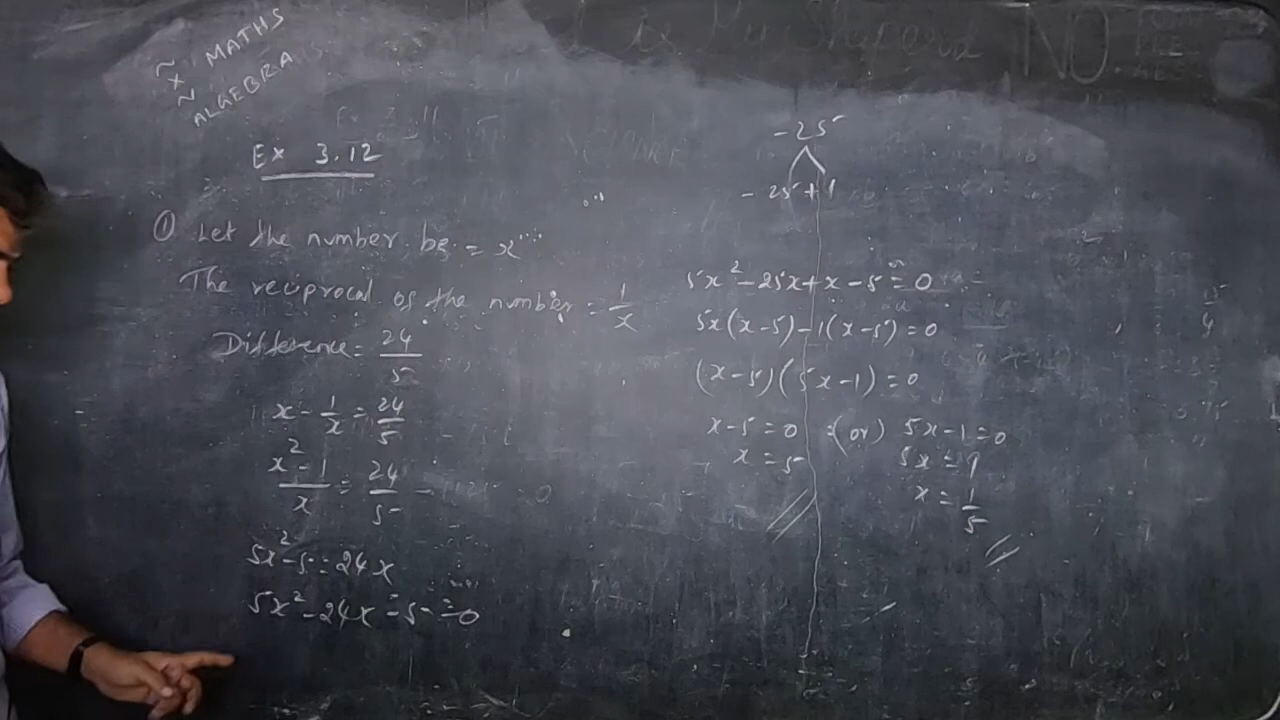 X MATHS
ALGEBRA
Ex 3.12
① Let the number be = x
The reciprocal of the number = 1/x
Difference = 24/5
x - 1/x = 24/5
x² - 1/x = 24/5
5x² - 5 = 24x
5x² - 24x - 5 = 0
-25
-25 + 1
5x² - 25x + x - 5 = 0
5x(x-5) - 1(x-5) = 0
(x-5)(5x-1) = 0
x-5 = 0 (or) 5x-1 = 0
x = 5 5x = 1
x = 1/5